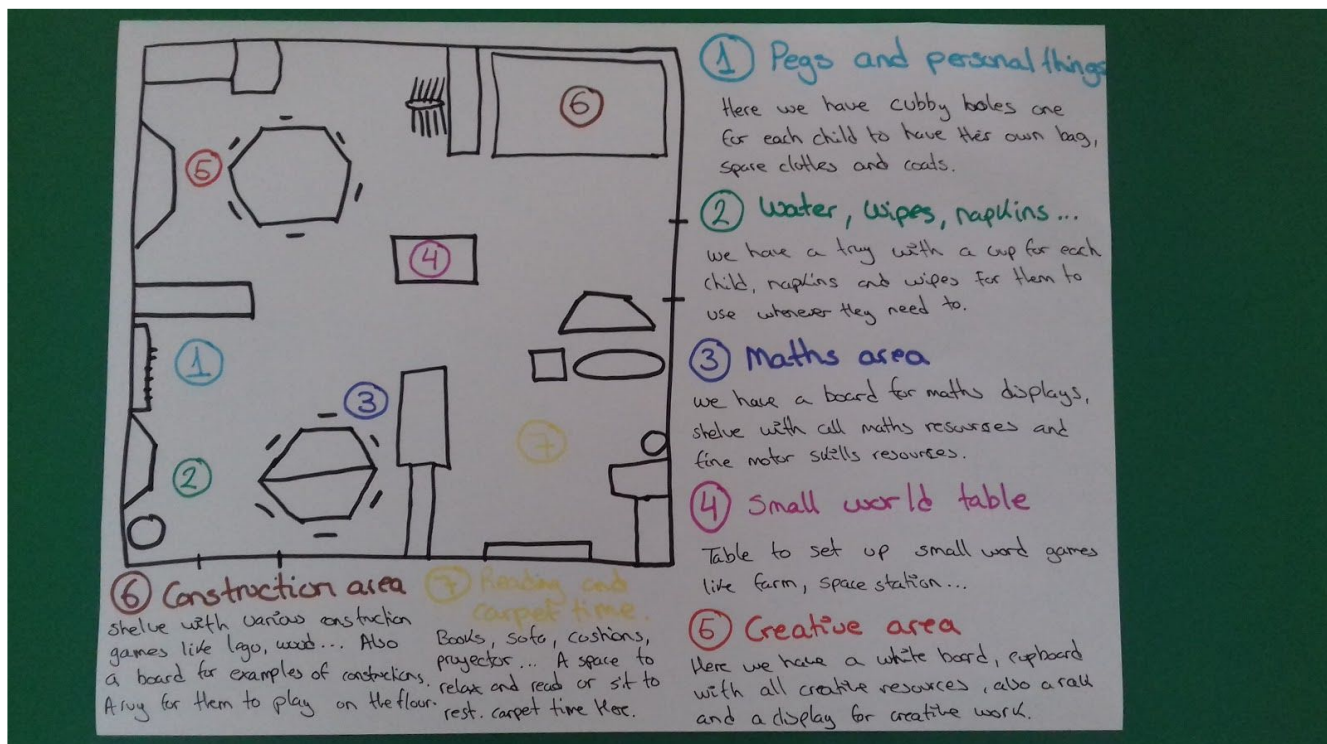 6
5
4
1
3
7
2
1 Pegs and personal things
Here we have cubby holes one
for each child to have their own bag,
spare clothes and coats.
2 Water, wipes, napkins...
we have a tray with a cup for each
child, napkins and wipes for them to
use whenever they need to.
3 Maths area
we have a board for maths displays,
shelve with all maths resources and
fine motor skills resources.
4 Small world table
Table to set up small word games
like farm, space station...
5 Creative area
Here we have a white board, cupboard
with all creative resources, also a
and a display for creative work.
6 Construction area
shelve with various construction
games like lego, wood... Also
a board for examples of constructions.
A rug for them to play on the flour.
7 Reading and
carpet time.
Books, sofa, cushions,
proyector... A space to
relax and read or sit to
rest. carpet time Here.